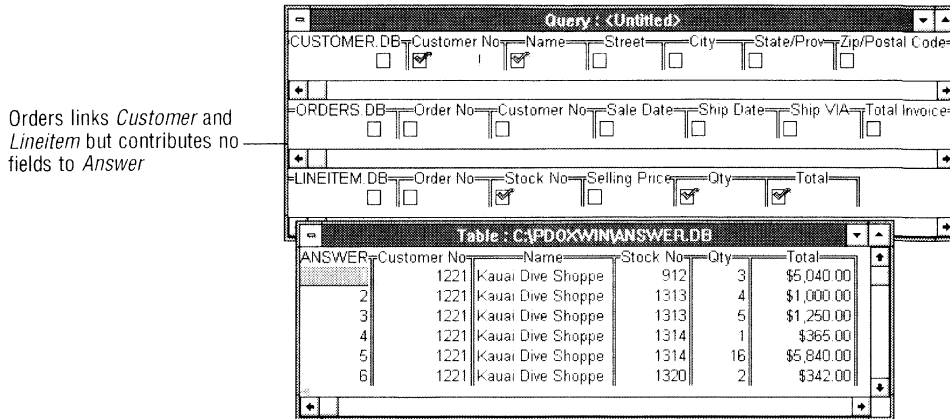 Orders links Customer and
Lineitem but contributes no
fields to Answer
Query : <Untitled>
CUSTOMER.DB Customer No Name Street City State/Prov Zip/Postal Code
ORDERS.DB Order No Customer No Sale Date Ship Date Ship VIA Total Invoice
LINEITEM.DB Order No Stock No Selling Price Qty Total
Table : C:\PDOXWIN\ANSWER.DB
ANSWER Customer No Name Stock No Qty Total
1221 Kauai Dive Shoppe 912 3 $5,040.00
2 1221 Kauai Dive Shoppe 1313 4 $1,000.00
3 1221 Kauai Dive Shoppe 1313 5 $1,250.00
4 1221 Kauai Dive Shoppe 1314 1 $365.00
5 1221 Kauai Dive Shoppe 1314 16 $5,840.00
6 1221 Kauai Dive Shoppe 1320 2 $342.00